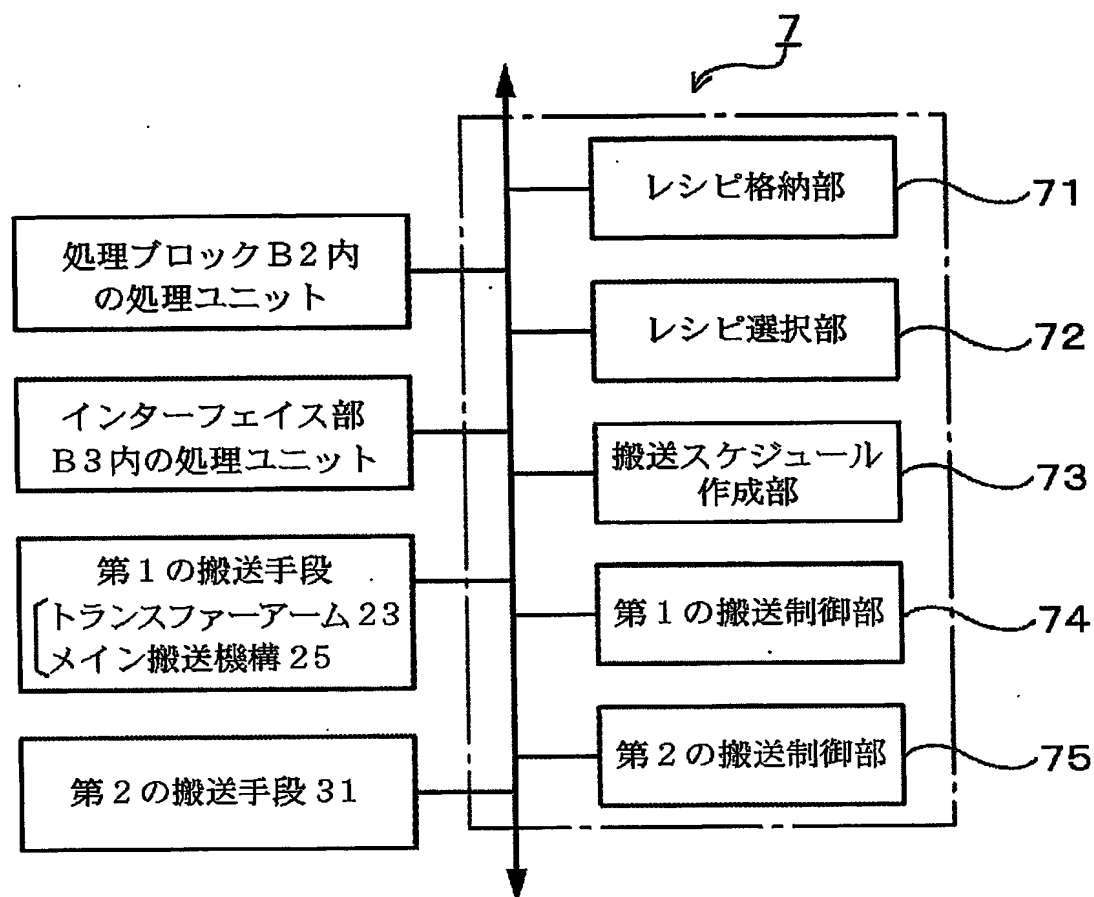 7
レシピ格納部
71
処理ブロックB2内
の処理ユニット
レシピ選択部
72
インターフェイス部
B3内の処理ユニット
搬送スケジュール
作成部
73
第1の搬送手段
トランスファーアーム23
メイン搬送機構25
第1の搬送制御部
74
第2の搬送手段31
第2の搬送制御部
75